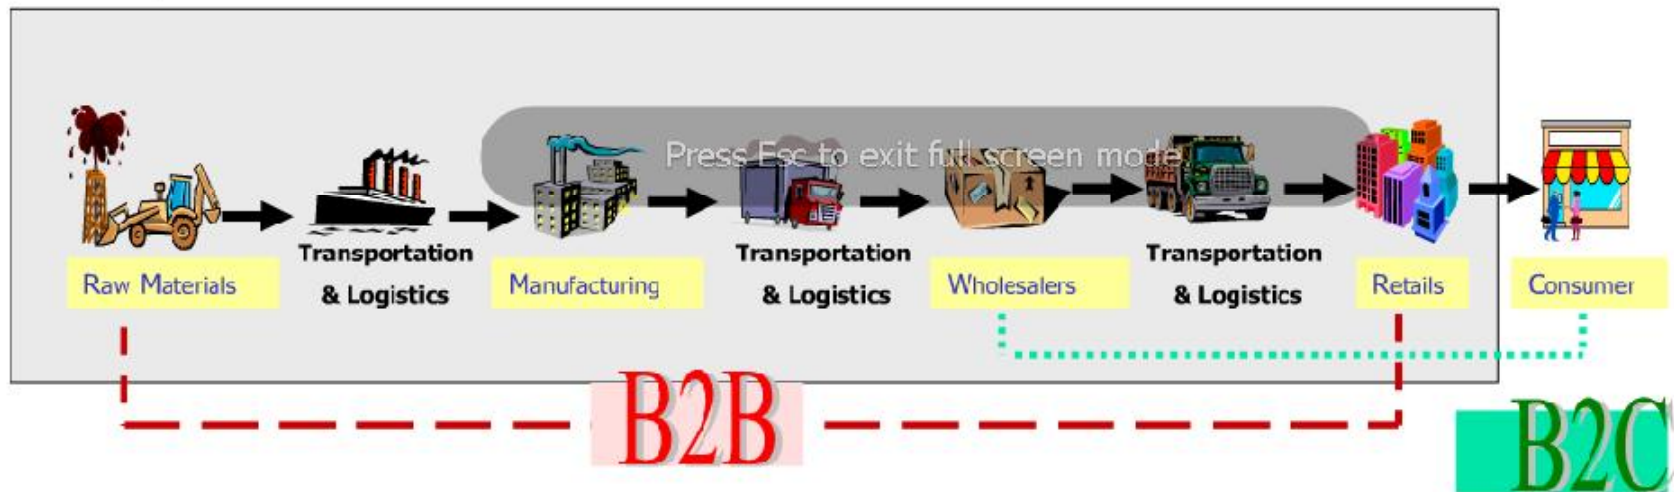 Press Esc to exit full screen mode
Transportation
& Logistics
Transportation
& Logistics
Transportation
& Logistics
Raw Materials
Manufacturing
Wholesalers
Retails
Consumer
B2B
B2C